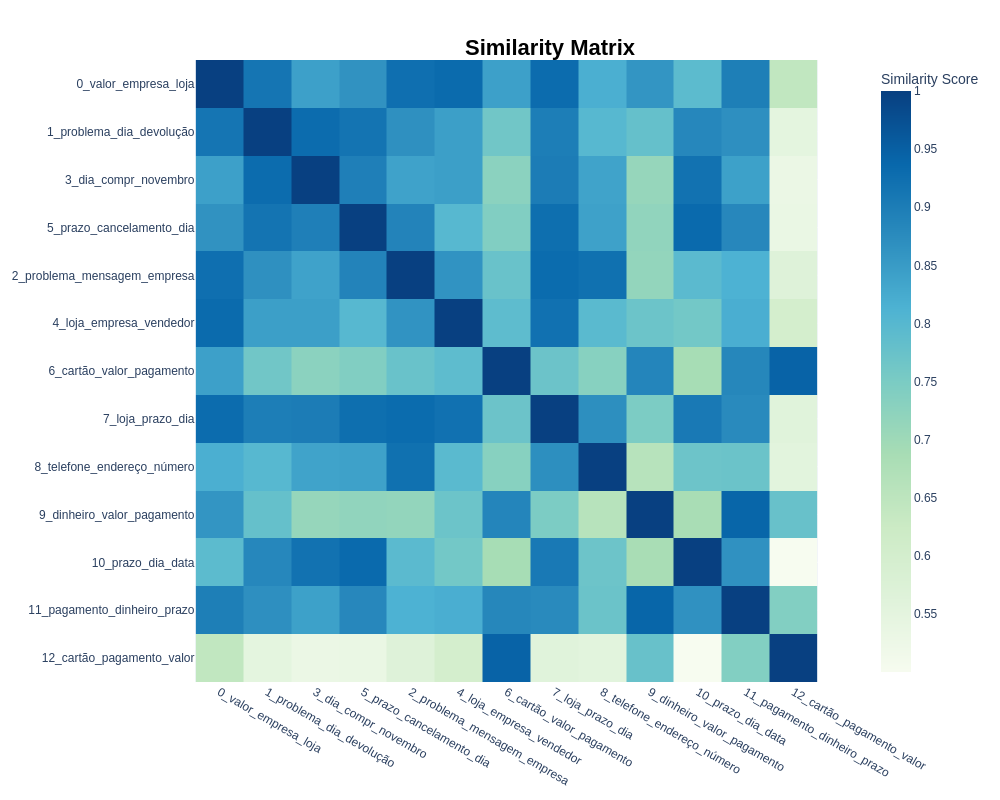 Similarity Matrix
Similarity Score
0_valor_empresa_loja
1_problema_dia_devolução
3_dia_compr_novembro
5_prazo_cancelamento_dia
2_problema_mensagem_empresa
4_loja_empresa_vendedor
6_cartão_valor_pagamento
7_loja_prazo_dia
8_telefone_endereço_número
9_dinheiro_valor_pagamento
10_prazo_dia_data
11_pagamento_dinheiro_prazo
12_cartão_pagamento_valor
1
0.95
0.9
0.85
0.8
0.75
0.7
0.65
0.6
0.55
0_valor_empresa_loja
1_problema_dia_devolução
3_dia_compr_novembro
5_prazo_cancelamento_dia
2_problema_mensagem_empresa
4_loja_empresa_vendedor
6_cartão_valor_pagamento
7_loja_prazo_dia
8_telefone_endereço_número
9_dinheiro_valor_pagamento
10_prazo_dia_data
11_pagamento_dinheiro_prazo
12_cartão_pagamento_valor